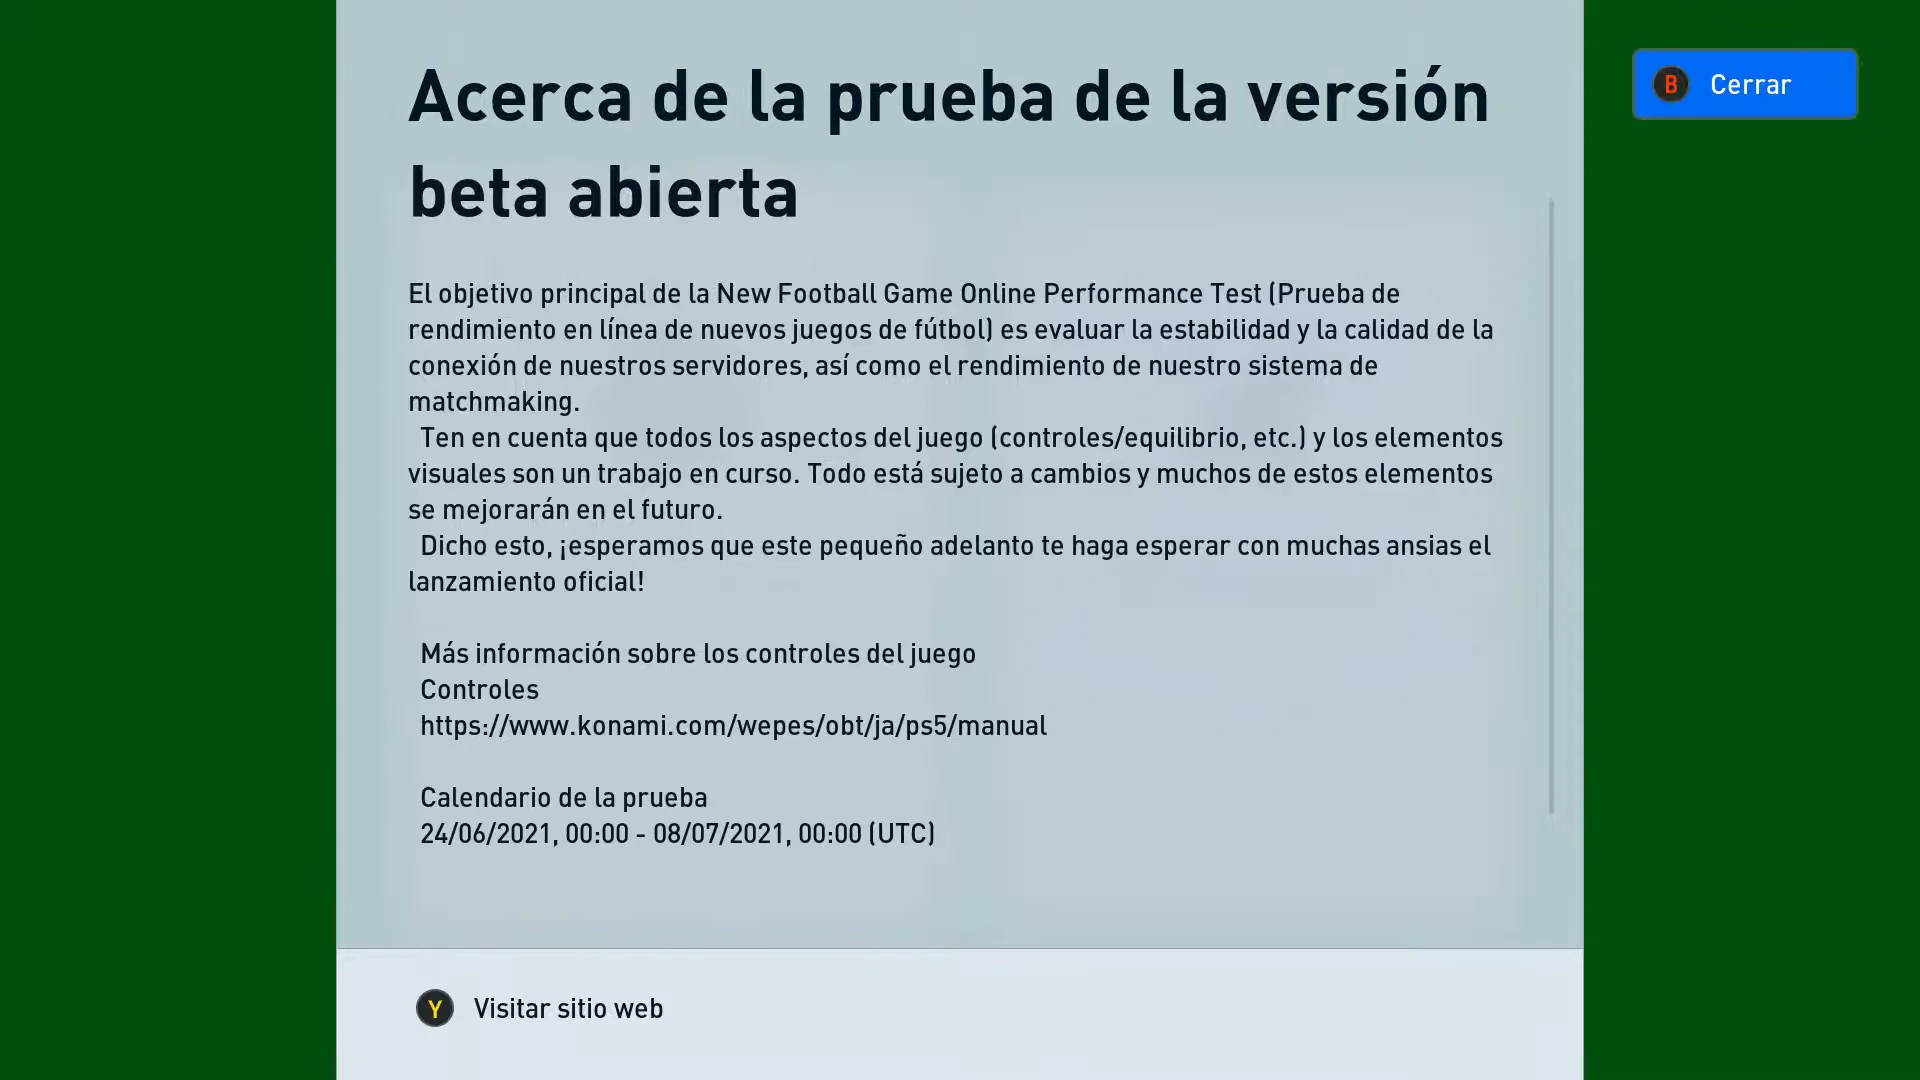 Acerca de la prueba de la versión
beta abierta
B Cerrar
El objetivo principal de la New Football Game Online Performance Test (Prueba de
rendimiento en línea de nuevos juegos de fútbol) es evaluar la estabilidad y la calidad de la
conexión de nuestros servidores, así como el rendimiento de nuestro sistema de
matchmaking.
Ten en cuenta que todos los aspectos del juego (controles/equilibrio, etc.) y los elementos
visuales son un trabajo en curso. Todo está sujeto a cambios y muchos de estos elementos
se mejorarán en el futuro.
Dicho esto, ¡esperamos que este pequeño adelanto te haga esperar con muchas ansias el
lanzamiento oficial!
Más información sobre los controles del juego
Controles
https://www.konami.com/wepes/obt/ja/ps5/manual
Calendario de la prueba
24/06/2021, 00:00 - 08/07/2021, 00:00 (UTC)
Y Visitar sitio web